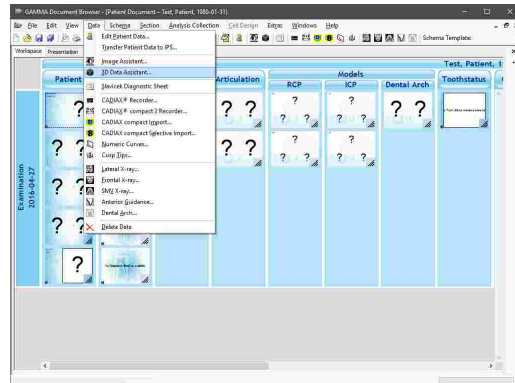 GAMMA Document Browser - [Patient Document - Test, Patient, 1980-01-31]
File Edit View Data Schema Section Analysis Collection Cell Design Extras Windows Help
Schema Template:
Workspace Presentation
Edit Patient Data...
Transfer Patient Data to IPS...
Image Assistant...
3D Data Assistant...
Slavicek Diagnostic Sheet
CADIAX® Recorder...
CADIAX® compact 2 Recorder...
CADIAX compact Import...
CADIAX compact Selective Import...
Numeric Curves...
Cusp Tips...
Lateral X-ray...
Frontal X-ray...
SMV X-ray...
Anterior Guidance...
Dental Arch...
Delete Data
Test, Patient, 1
Patient Articulation Models Toothstatus
RCP ICP Dental Arch
Examination
2016-04-27
? ? ? ? ? ? ?
? ? ? ? ? ? ? ?
? ?
? ?
?